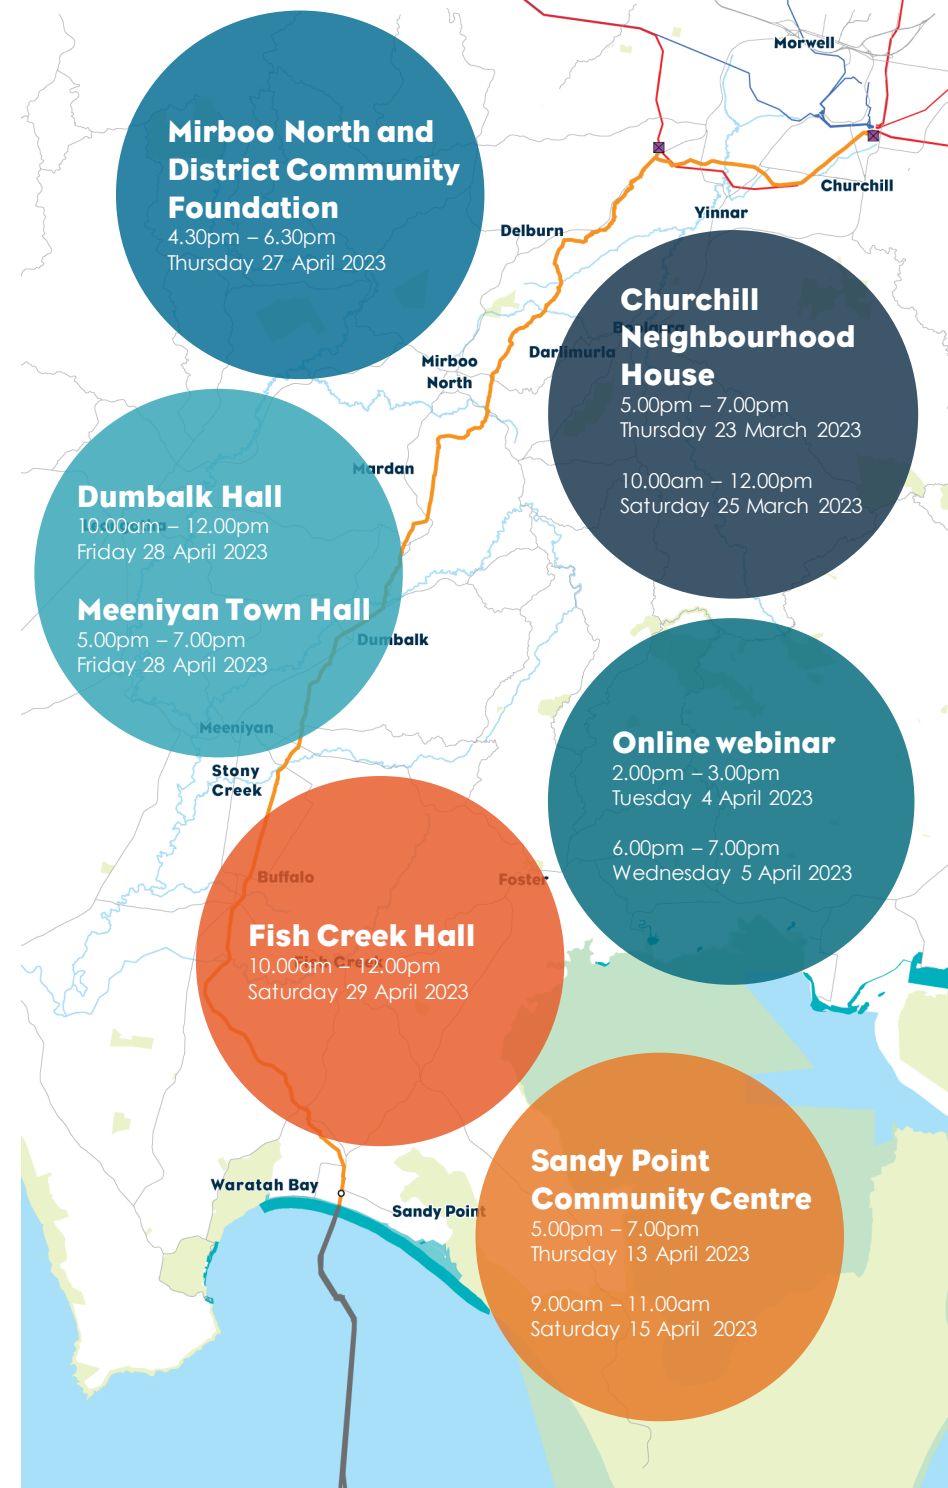 Morwell
Mirboo North and
District Community
Foundation
4.30pm – 6.30pm
Thursday 27 April 2023
Churchill
Yinnar
Delburn
Churchill
Neighbourhood
House
5.00pm – 7.00pm
Thursday 23 March 2023
10.00am – 12.00pm
Saturday 25 March 2023
Darlimurla
Mirboo
North
Mardan
Dumbalk Hall
10.00am – 12.00pm
Friday 28 April 2023
Meeniyan Town Hall
5.00pm – 7.00pm
Friday 28 April 2023
Dumbalk
Meeniyan
Stony
Creek
Online webinar
2.00pm – 3.00pm
Tuesday 4 April 2023
6.00pm – 7.00pm
Wednesday 5 April 2023
Buffalo
Foster
Fish Creek Hall
Fish Creek
10.00am – 12.00pm
Saturday 29 April 2023
Waratah Bay
Sandy Point
Sandy Point
Community Centre
5.00pm – 7.00pm
Thursday 13 April 2023
9.00am – 11.00am
Saturday 15 April 2023